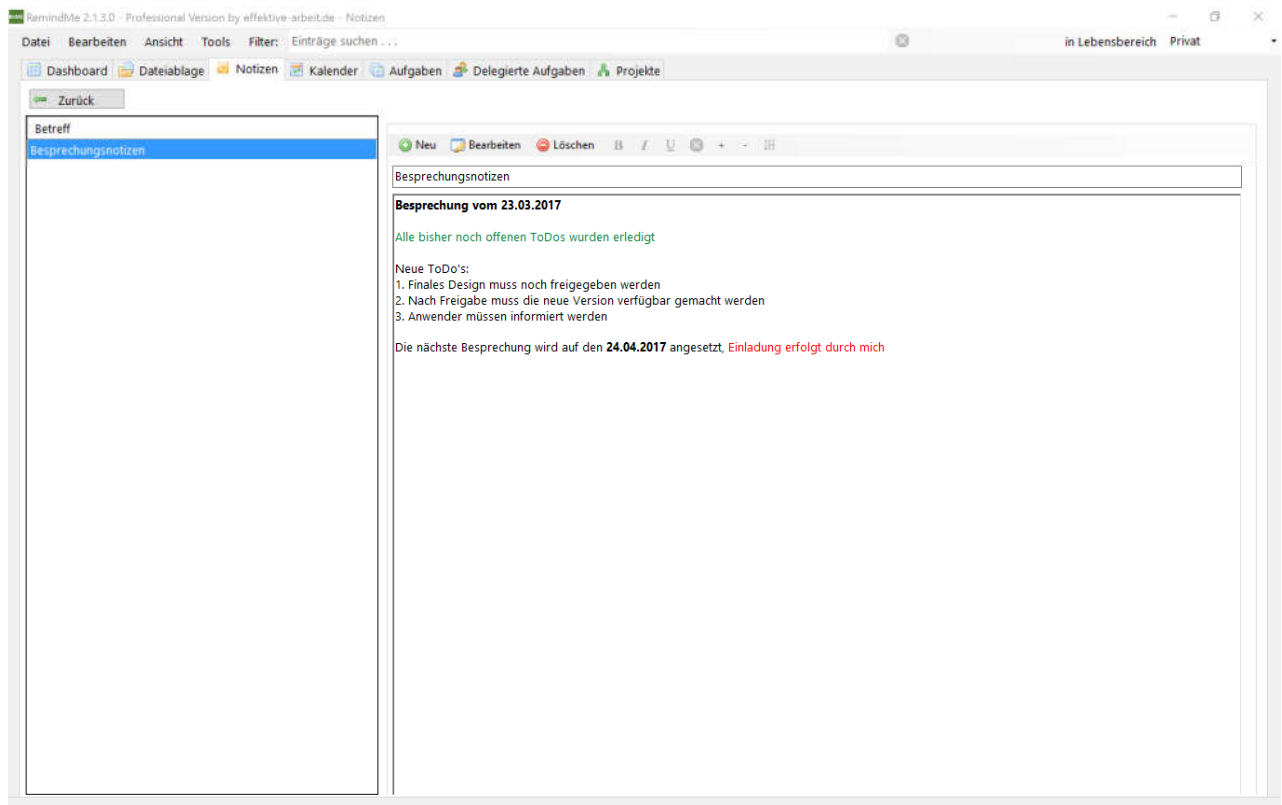 RemindMe 2.1.3.0 - Professional Version by effektive-arbeit.de - Notizen
Datei Bearbeiten Ansicht Tools Filter: Einträge suchen . . . in Lebensbereich Privat
Dashboard Dateiablage Notizen Kalender Aufgaben Delegierte Aufgaben Projekte
Zurück
Betreff
Besprechungsnotizen
Neu Bearbeiten Löschen B I U + -
Besprechungsnotizen
Besprechung vom 23.03.2017
Alle bisher noch offenen ToDos wurden erledigt
Neue ToDo's:
1. Finales Design muss noch freigegeben werden
2. Nach Freigabe muss die neue Version verfügbar gemacht werden
3. Anwender müssen informiert werden
Die nächste Besprechung wird auf den 24.04.2017 angesetzt, Einladung erfolgt durch mich